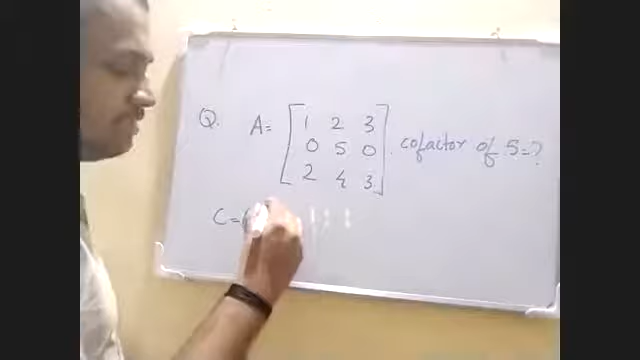 Q. A = [ 1 2 3 cofactor of 5 = ?
0 5 0
2 4 3 ]
C = (